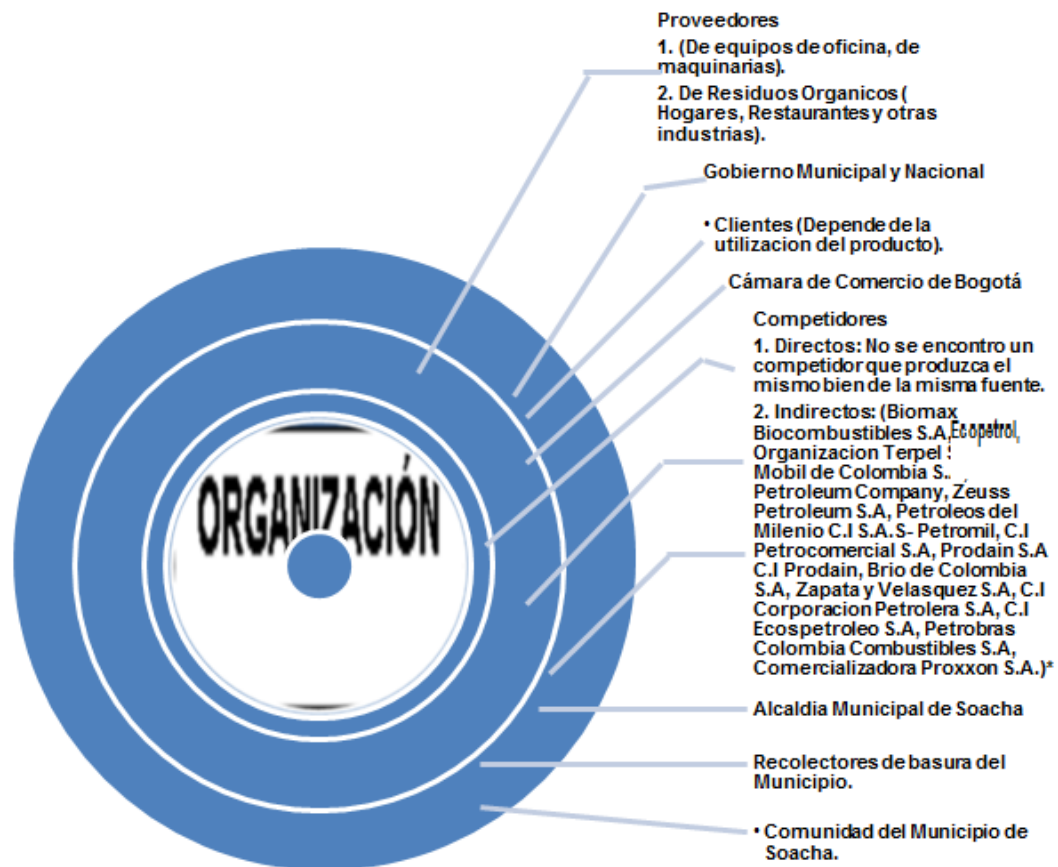 Proveedores
1. (De equipos de oficina, de
maquinarias).
2. De Residuos Organicos (
Hogares, Restaurantes y otras
industrias).
Gobierno Municipal y Nacional
• Clientes (Depende de la
utilizacion del producto).
Cámara de Comercio de Bogotá
Competidores
1. Directos: No se encontro un
competidor que produzca el
mismo bien de la misma fuente.
2. Indirectos: (Biomax
Biocombustibles S.A, Ecopetrol,
Organizacion Terpel
Mobil de Colombia S.
Petroleum Company, Zeuss
Petroleum S.A, Petroleos del
Milenio C.I S.A.S- Petromil, C.I
Petrocomercial S.A, Prodain S.A
C.I Prodain, Brio de Colombia
S.A, Zapata y Velasquez S.A, C.I
Corporacion Petrolera S.A, C.I
Ecospetroleo S.A, Petrobras
Colombia Combustibles S.A,
Comercializadora Proxxon S.A.)*
Alcaldia Municipal de Soacha
Recolectores de basura del
Municipio.
• Comunidad del Municipio de
Soacha.
ORGANIZACIÓN